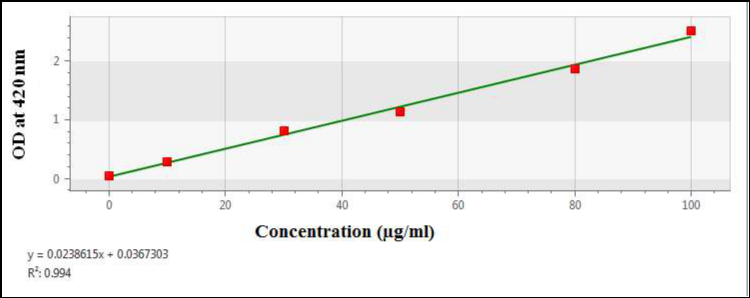 OD at 420 nm
2
1
0
0 20 40 60 80 100
Concentration (μg/ml)
y = 0.0238615x + 0.0367303
R²: 0.994